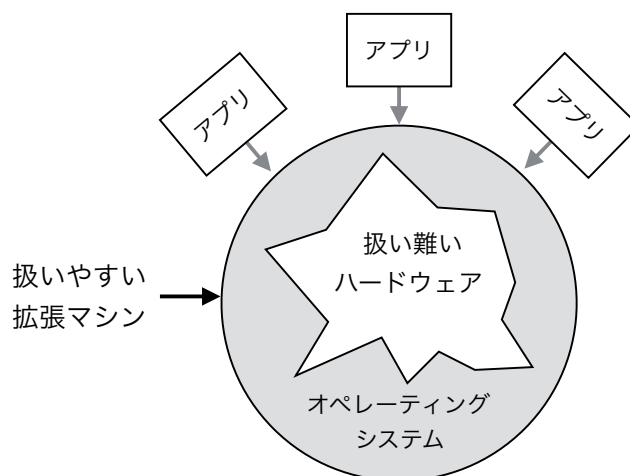 アプリ
アプリ
アプリ
扱い難い
ハードウェア
扱いやすい
拡張マシン
オペレーティング
システム